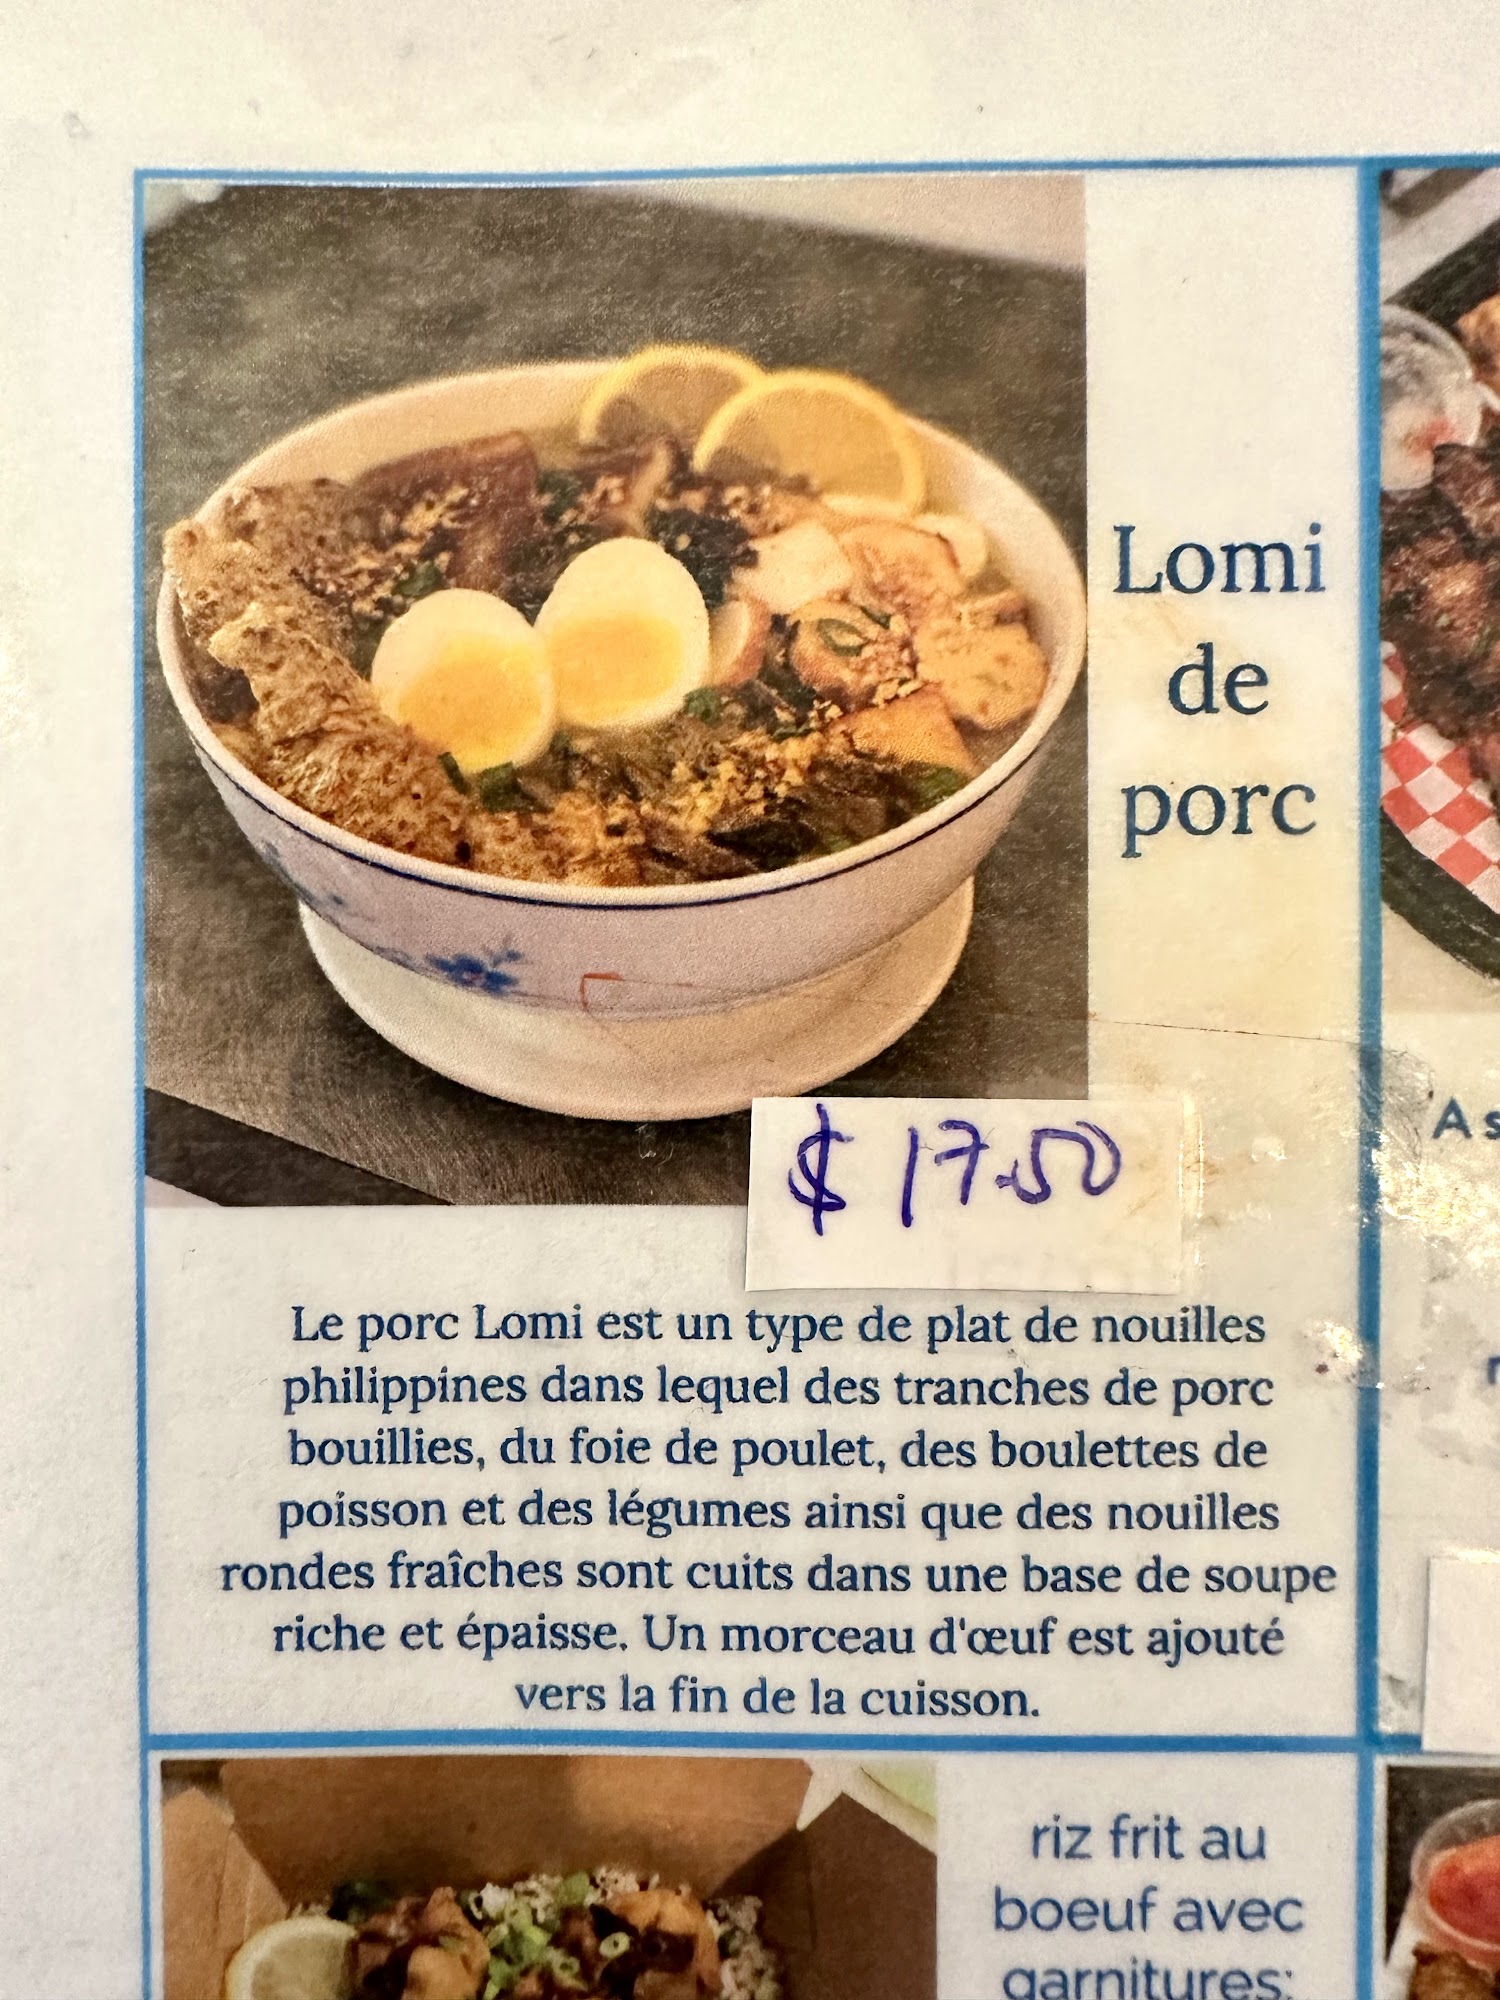 Lomi
de
porc
$ 17.50
Le porc Lomi est un type de plat de nouilles
philippines dans lequel des tranches de porc
bouillies, du foie de poulet, des boulettes de
poisson et des légumes ainsi que des nouilles
rondes fraîches sont cuits dans une base de soupe
riche et épaisse. Un morceau d'œuf est ajouté
vers la fin de la cuisson.
As
riz frit au
boeuf avec
garnitures: